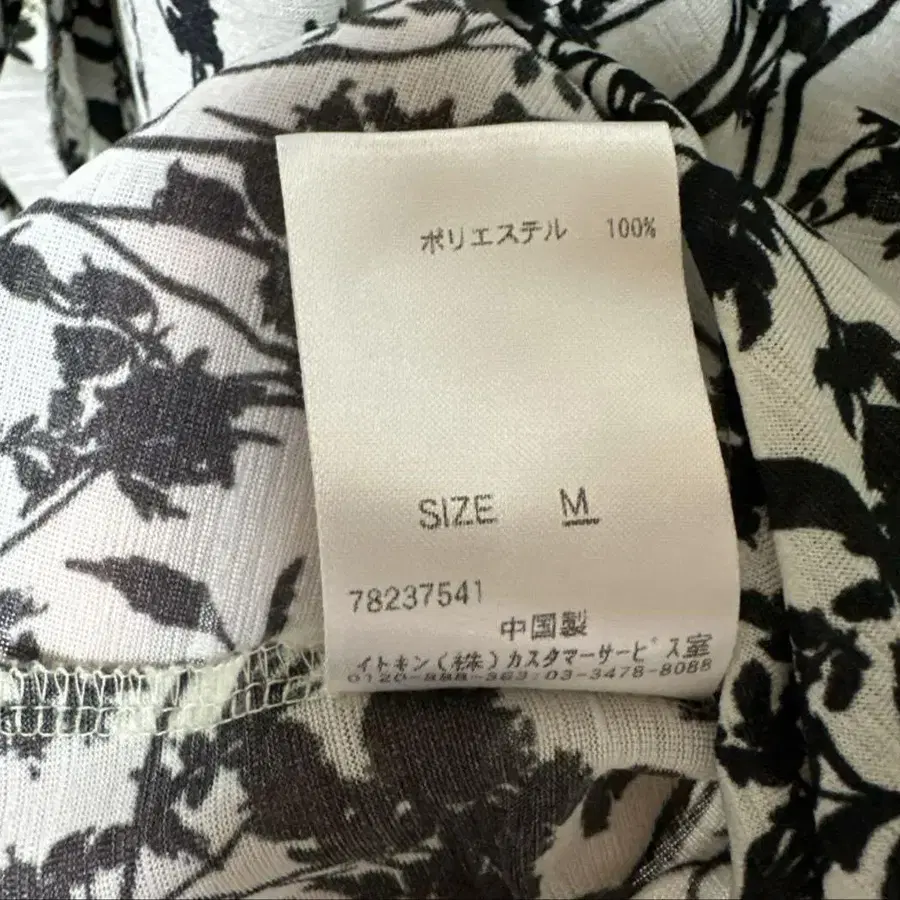 ポリエステル 100%
SIZE M
78237541
中国製
イトキン(株)カスタマーサービス室
0120-888-363:03-3478-8088